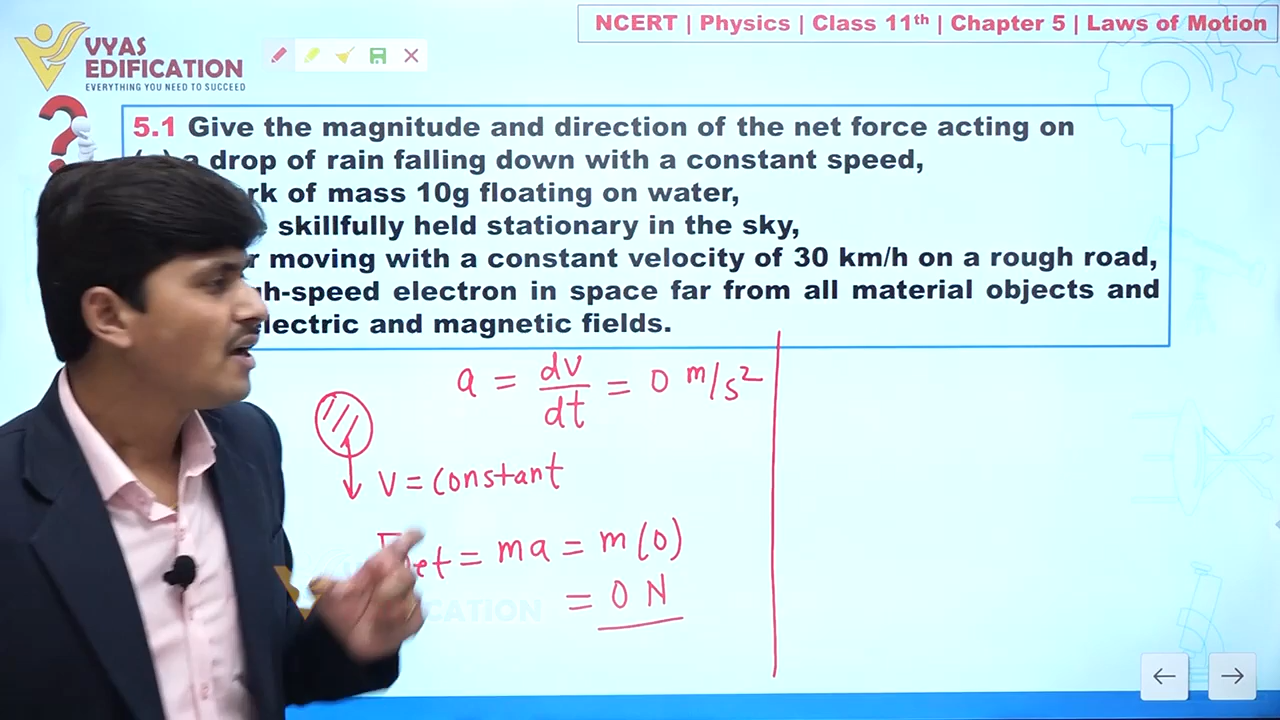 NCERT | Physics | Class 11th | Chapter 5 | Laws of Motion
VYAS
EDIFICATION
EVERYTHING YOU NEED TO SUCCEED
5.1 Give the magnitude and direction of the net force acting on
a drop of rain falling down with a constant speed,
of mass 10g floating on water,
skillfully held stationary in the sky,
moving with a constant velocity of 30 km/h on a rough road,
electron in space far from all material objects and
electric and magnetic fields.
a = dv/dt = 0 m/s²
v = constant
= ma = m(0)
= 0 N